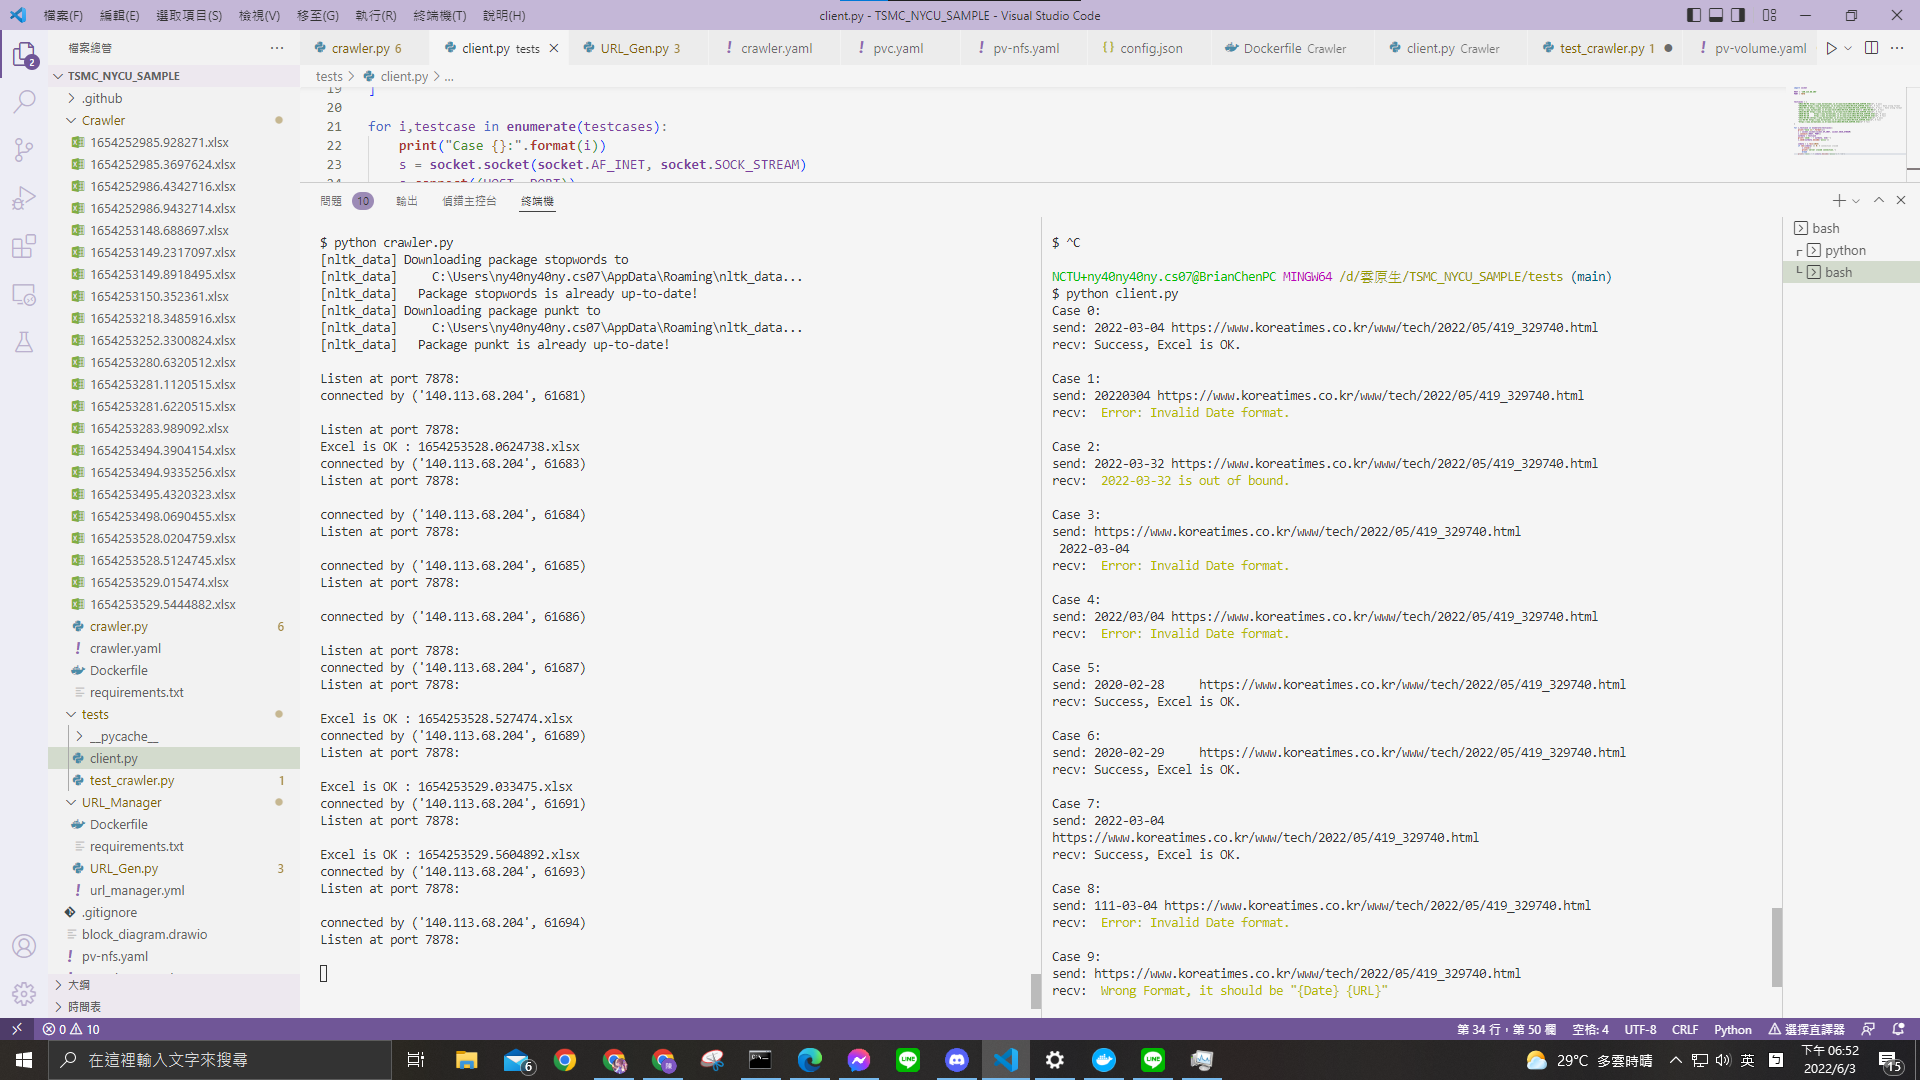 檔案(F) 編輯(E) 選取項目(S) 檢視(V) 移至(G) 執行(R) 終端機(T) 說明(H)
client.py - TSMC_NYCU_SAMPLE - Visual Studio Code
檔案總管
crawler.py 6
client.py tests
URL_Gen.py 3
crawler.yaml
pvc.yaml
pv-nfs.yaml
config.json
Dockerfile Crawler
client.py Crawler
test_crawler.py 1
pv-volume.yaml
tests > client.py > ...
2
TSMC_NYCU_SAMPLE
.github
Crawler
1654252985.928271.xlsx
1654252985.3697624.xlsx
1654252986.4342716.xlsx
1654252986.9432714.xlsx
1654253148.688697.xlsx
1654253149.2317097.xlsx
1654253149.8918495.xlsx
1654253150.352361.xlsx
1654253218.3485916.xlsx
1654253252.3300824.xlsx
1654253280.6320512.xlsx
1654253281.1120515.xlsx
1654253281.6220515.xlsx
1654253283.989092.xlsx
1654253494.3904154.xlsx
1654253494.9335256.xlsx
1654253495.4320323.xlsx
1654253498.0690455.xlsx
1654253528.0204759.xlsx
1654253528.5124745.xlsx
1654253529.015474.xlsx
1654253529.5444882.xlsx
crawler.py 6
crawler.yaml
Dockerfile
requirements.txt
tests
__pycache__
client.py
test_crawler.py 1
URL_Manager
Dockerfile
requirements.txt
URL_Gen.py 3
url_manager.yml
.gitignore
block_diagram.drawio
pv-nfs.yaml
大綱
時間表
19 ]
20
21 for i,testcase in enumerate(testcases):
22 print("Case {}:".format(i))
23 s = socket.socket(socket.AF_INET, socket.SOCK_STREAM)
問題 10 輸出 偵錯主控台 終端機
$ python crawler.py
[nltk_data] Downloading package stopwords to
[nltk_data]     C:\Users\ny40ny40ny.cs07\AppData\Roaming\nltk_data...
[nltk_data]   Package stopwords is already up-to-date!
[nltk_data] Downloading package punkt to
[nltk_data]     C:\Users\ny40ny40ny.cs07\AppData\Roaming\nltk_data...
[nltk_data]   Package punkt is already up-to-date!
Listen at port 7878:
connected by ('140.113.68.204', 61681)
Listen at port 7878:
Excel is OK : 1654253528.0624738.xlsx
connected by ('140.113.68.204', 61683)
Listen at port 7878:
connected by ('140.113.68.204', 61684)
Listen at port 7878:
connected by ('140.113.68.204', 61685)
Listen at port 7878:
connected by ('140.113.68.204', 61686)
Listen at port 7878:
connected by ('140.113.68.204', 61687)
Listen at port 7878:
Excel is OK : 1654253528.527474.xlsx
connected by ('140.113.68.204', 61689)
Listen at port 7878:
Excel is OK : 1654253529.033475.xlsx
connected by ('140.113.68.204', 61691)
Listen at port 7878:
Excel is OK : 1654253529.5604892.xlsx
connected by ('140.113.68.204', 61693)
Listen at port 7878:
connected by ('140.113.68.204', 61694)
Listen at port 7878:
$ ^C
NCTU+ny40ny40ny.cs07@BrianChenPC MINGW64 /d/雲原生/TSMC_NYCU_SAMPLE/tests (main)
$ python client.py
Case 0:
send: 2022-03-04 https://www.koreatimes.co.kr/www/tech/2022/05/419_329740.html
recv: Success, Excel is OK.
Case 1:
send: 20220304 https://www.koreatimes.co.kr/www/tech/2022/05/419_329740.html
recv:  Error: Invalid Date format.
Case 2:
send: 2022-03-32 https://www.koreatimes.co.kr/www/tech/2022/05/419_329740.html
recv:  2022-03-32 is out of bound.
Case 3:
send: https://www.koreatimes.co.kr/www/tech/2022/05/419_329740.html
 2022-03-04
recv:  Error: Invalid Date format.
Case 4:
send: 2022/03/04 https://www.koreatimes.co.kr/www/tech/2022/05/419_329740.html
recv:  Error: Invalid Date format.
Case 5:
send: 2020-02-28     https://www.koreatimes.co.kr/www/tech/2022/05/419_329740.html
recv: Success, Excel is OK.
Case 6:
send: 2020-02-29     https://www.koreatimes.co.kr/www/tech/2022/05/419_329740.html
recv: Success, Excel is OK.
Case 7:
send: 2022-03-04
https://www.koreatimes.co.kr/www/tech/2022/05/419_329740.html
recv: Success, Excel is OK.
Case 8:
send: 111-03-04 https://www.koreatimes.co.kr/www/tech/2022/05/419_329740.html
recv:  Error: Invalid Date format.
Case 9:
send: https://www.koreatimes.co.kr/www/tech/2022/05/419_329740.html
recv:  Wrong Format, it should be "{Date} {URL}"
bash
python
bash
0 10
第 34 行，第 50 欄 空格: 4 UTF-8 CRLF Python 選擇直譯器
在這裡輸入文字來搜尋
6
29°C 多雲時晴
英
下午 06:52
2022/6/3
15